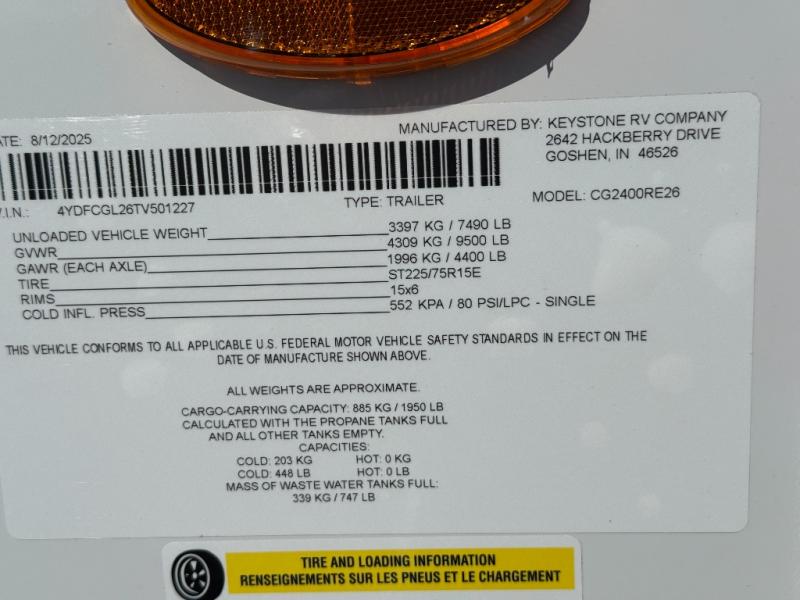 ATE: 8/12/2025
MANUFACTURED BY: KEYSTONE RV COMPANY
2642 HACKBERRY DRIVE
GOSHEN, IN 46526
V.I.N.: 4YDFCGL26TV501227
TYPE: TRAILER
MODEL: CG2400RE26
UNLOADED VEHICLE WEIGHT 3397 KG / 7490 LB
GVWR 4309 KG / 9500 LB
GAWR (EACH AXLE) 1996 KG / 4400 LB
TIRE ST225/75R15E
RIMS 15x6
COLD INFL. PRESS 552 KPA / 80 PSI/LPC - SINGLE
THIS VEHICLE CONFORMS TO ALL APPLICABLE U.S. FEDERAL MOTOR VEHICLE SAFETY STANDARDS IN EFFECT ON THE
DATE OF MANUFACTURE SHOWN ABOVE.
ALL WEIGHTS ARE APPROXIMATE.
CARGO-CARRYING CAPACITY: 885 KG / 1950 LB
CALCULATED WITH THE PROPANE TANKS FULL
AND ALL OTHER TANKS EMPTY.
CAPACITIES:
COLD: 203 KG HOT: 0 KG
COLD: 448 LB HOT: 0 LB
MASS OF WASTE WATER TANKS FULL:
339 KG / 747 LB
TIRE AND LOADING INFORMATION
RENSEIGNEMENTS SUR LES PNEUS ET LE CHARGEMENT